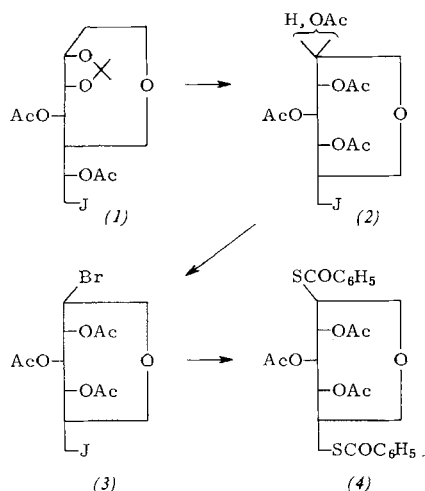 O
O
O
AcO
OAc
J
(1)
H, OAc
OAc
AcO
O
OAc
J
(2)
Br
OAc
AcO
O
OAc
J
(3)
SCOC₆H₅
OAc
AcO
O
OAc
SCOC₆H₅.
(4)